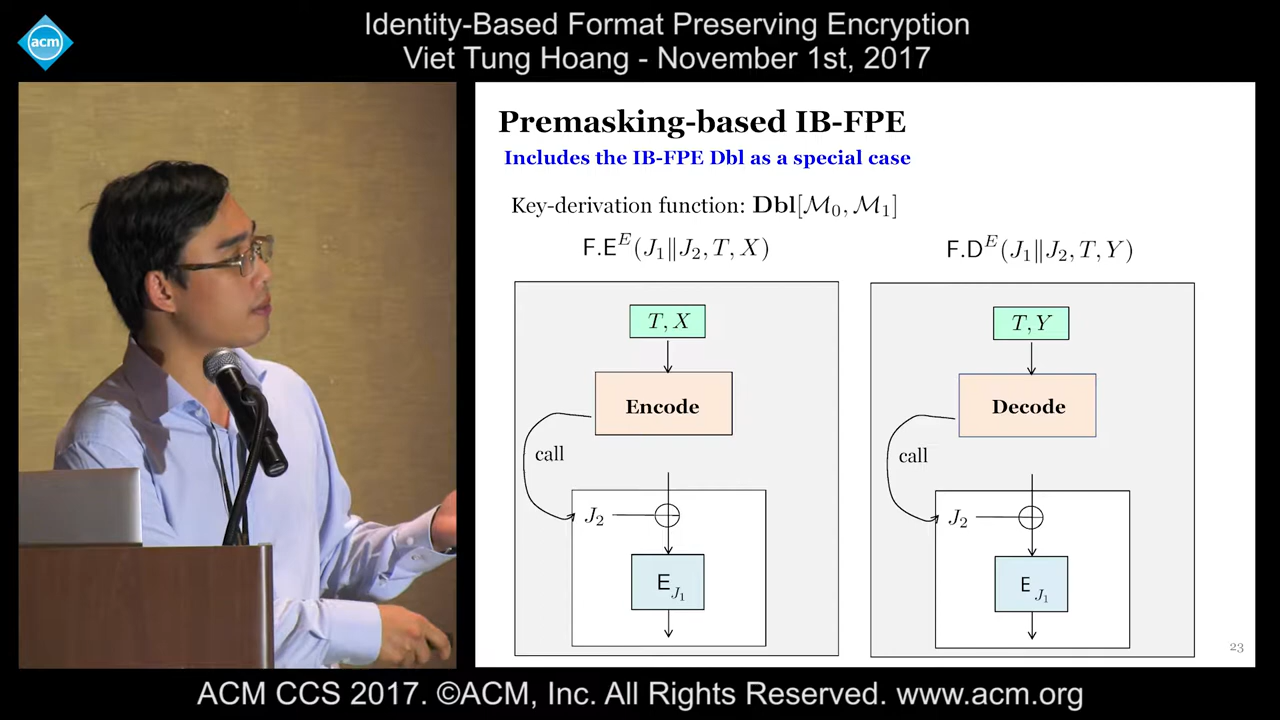 acm
Identity-Based Format Preserving Encryption
Viet Tung Hoang - November 1st, 2017
Premasking-based IB-FPE
Includes the IB-FPE Dbl as a special case
Key-derivation function: Dbl[ℳ₀, ℳ₁]
F.E^E(J₁‖J₂, T, X)
F.D^E(J₁‖J₂, T, Y)
T, X
T, Y
Encode
Decode
call
call
J₂
J₂
E_J₁
E_J₁
23
ACM CCS 2017. ©ACM, Inc. All Rights Reserved. www.acm.org